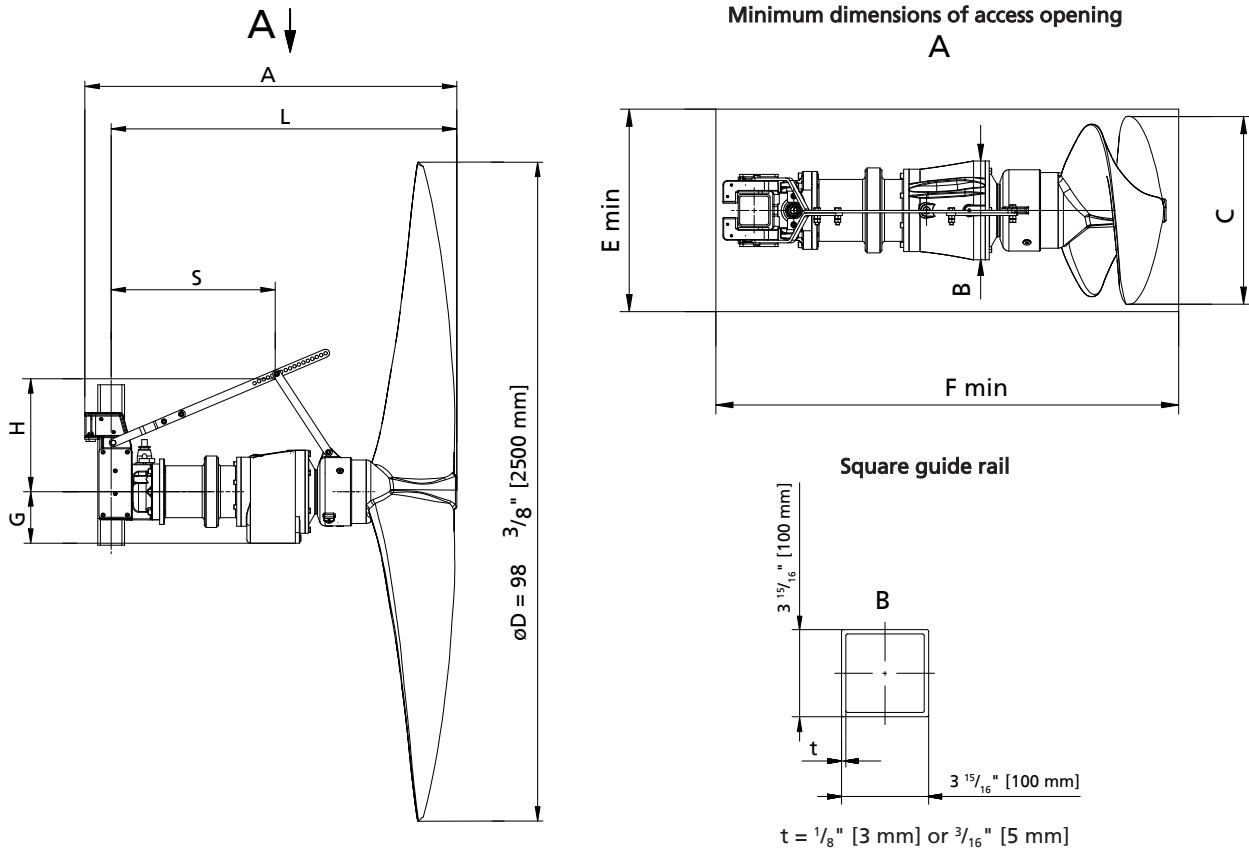 A
A
L
S
H
G
øD = 98 3/8" [2500 mm]
Minimum dimensions of access opening
A
E min
B
C
F min
Square guide rail
3 15/16" [100 mm]
B
t
3 15/16" [100 mm]
t = 1/8" [3 mm] or 3/16" [5 mm]